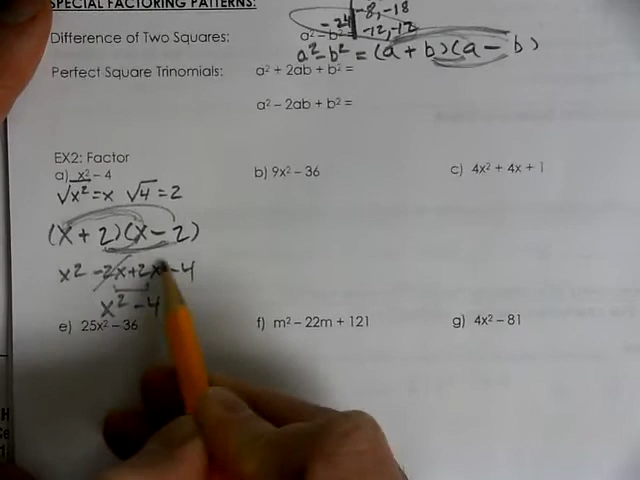 SPECIAL FACTORING PATTERNS:
-8, -18
-24
-12, -12
Difference of Two Squares: a² - b²
a² - b² = (a + b)(a - b)
Perfect Square Trinomials: a² + 2ab + b² =
a² - 2ab + b² =
EX2: Factor
a) x² - 4
b) 9x² - 36
c) 4x² + 4x + 1
√x² = x √4 = 2
(x + 2)(x - 2)
x² - 2x + 2x - 4
x² - 4
e) 25x² - 36
f) m² - 22m + 121
g) 4x² - 81